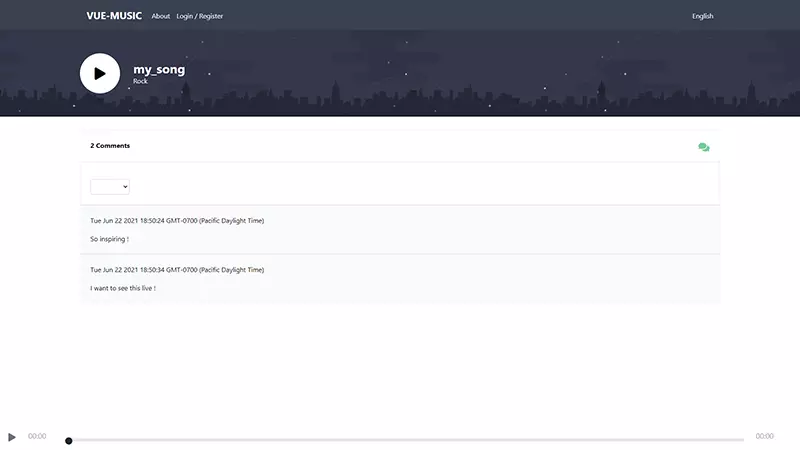 VUE-MUSIC About Login / Register English
my_song
Rock
2 Comments
Tue Jun 22 2021 18:50:24 GMT-0700 (Pacific Daylight Time)
So inspiring !
Tue Jun 22 2021 18:50:34 GMT-0700 (Pacific Daylight Time)
I want to see this live !
00:00 00:00